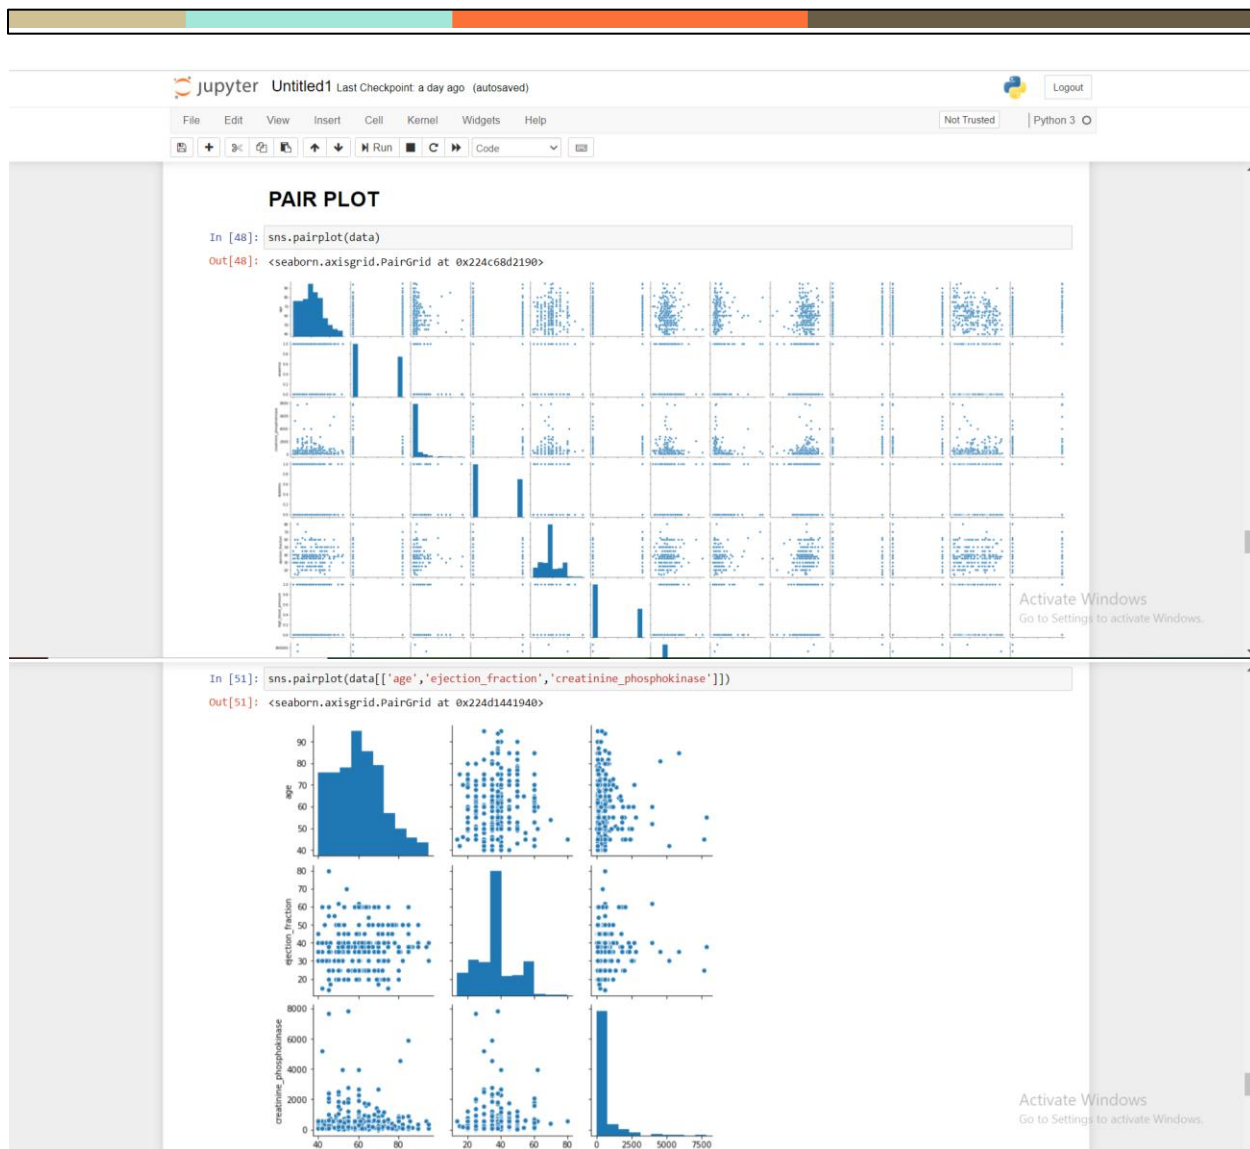 jupyter Untitled1 Last Checkpoint: a day ago (autosaved)
Logout
File Edit View Insert Cell Kernel Widgets Help
Not Trusted Python 3
Run Code
PAIR PLOT
In [48]: sns.pairplot(data)
Out[48]: <seaborn.axisgrid.PairGrid at 0x224c68d2190>
Activate Windows
Go to Settings to activate Windows.
In [51]: sns.pairplot(data[['age','ejection_fraction','creatinine_phosphokinase']])
Out[51]: <seaborn.axisgrid.PairGrid at 0x224d1441940>
90
80
70
60
50
40
age
80
70
60
50
40
30
20
ejection_fraction
8000
6000
4000
2000
0
creatinine_phosphokinase
40 60 80
20 40 60 80
0 2500 5000 7500
Activate Windows
Go to Settings to activate Windows.